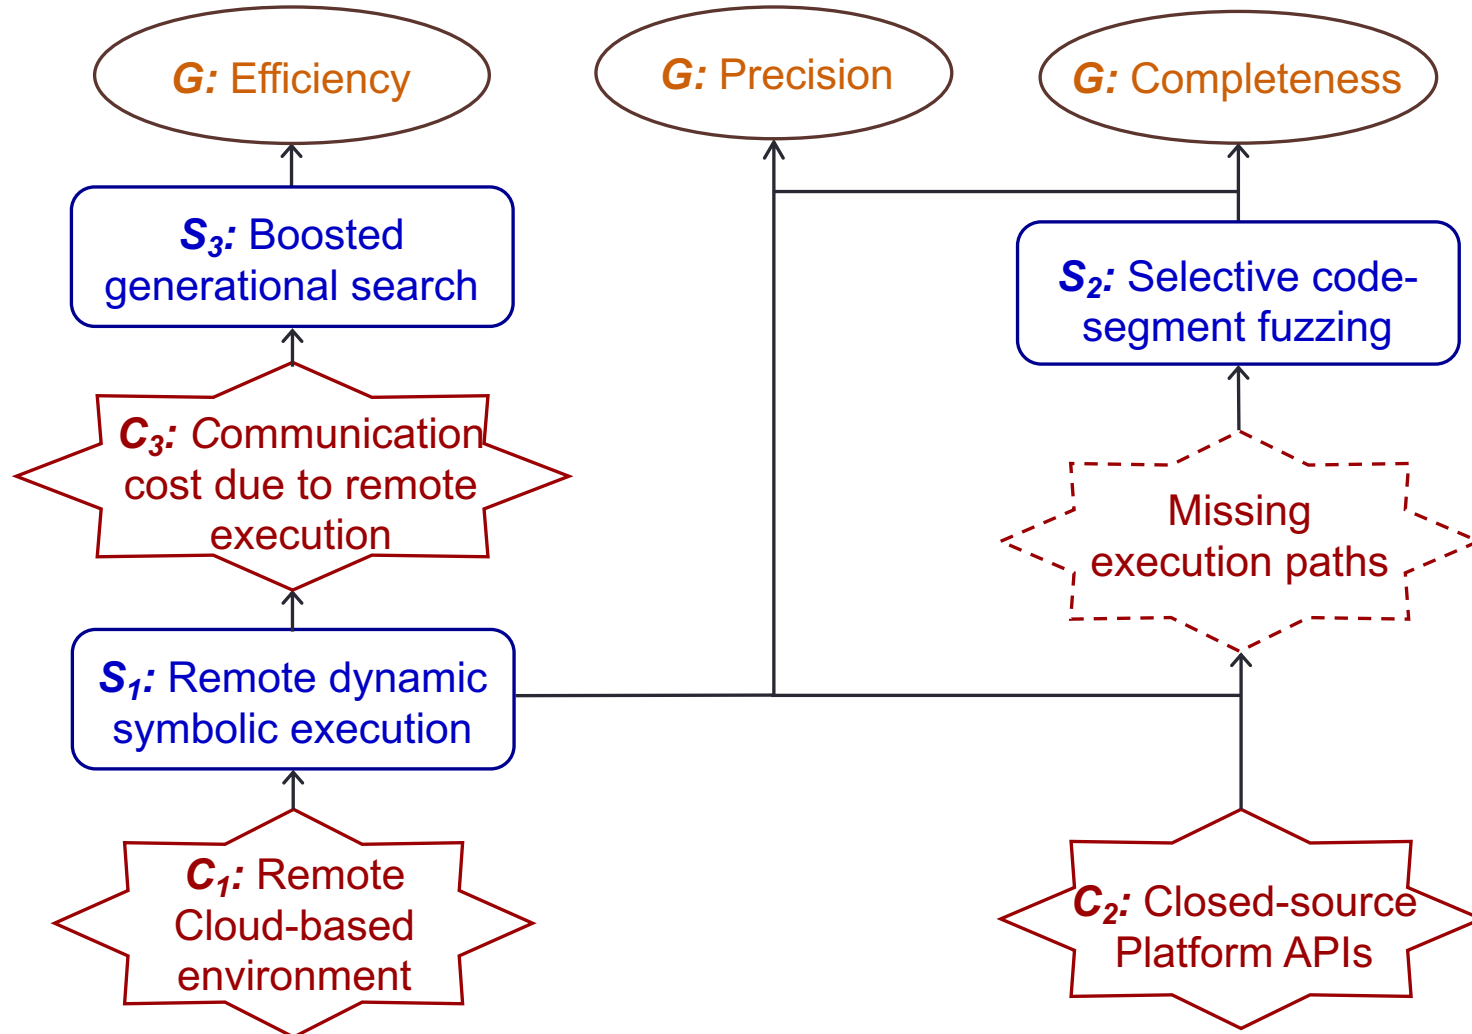 G: Efficiency
G: Precision
G: Completeness
S3: Boosted
generational search
S2: Selective code-
segment fuzzing
C3: Communication
cost due to remote
execution
Missing
execution paths
S1: Remote dynamic
symbolic execution
C1: Remote
Cloud-based
environment
C2: Closed-source
Platform APIs